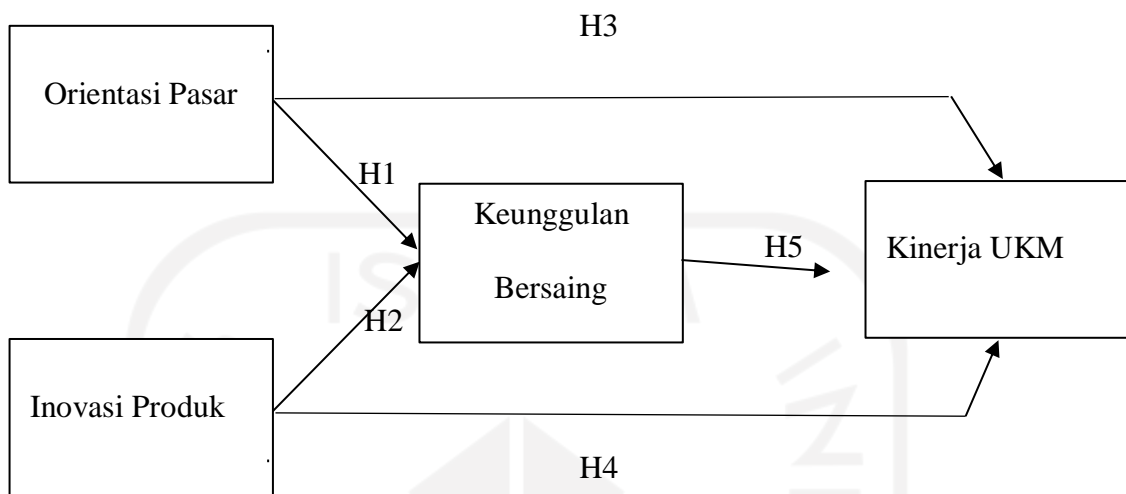 H3
Orientasi Pasar
H1
Keunggulan
Bersaing
H5
Kinerja UKM
H2
Inovasi Produk
H4